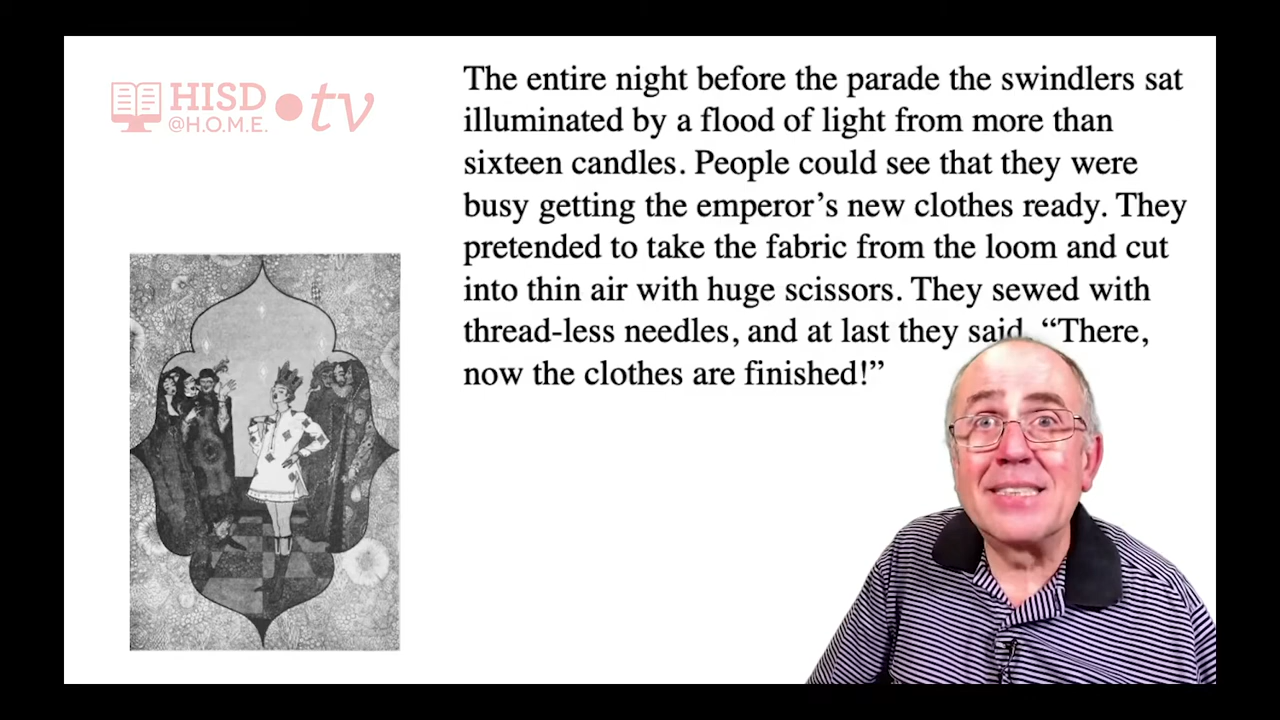 HISD
@H.O.M.E.
tv
The entire night before the parade the swindlers sat
illuminated by a flood of light from more than
sixteen candles. People could see that they were
busy getting the emperor’s new clothes ready. They
pretended to take the fabric from the loom and cut
into thin air with huge scissors. They sewed with
thread-less needles, and at last they said, “There,
now the clothes are finished!”